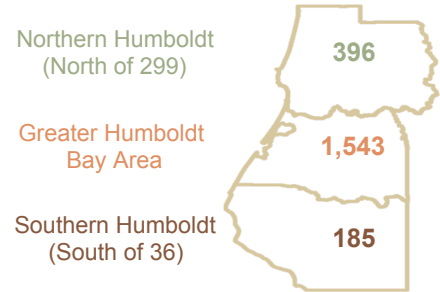 Northern Humboldt
(North of 299)
396
Greater Humboldt
Bay Area
1,543
Southern Humboldt
(South of 36)
185